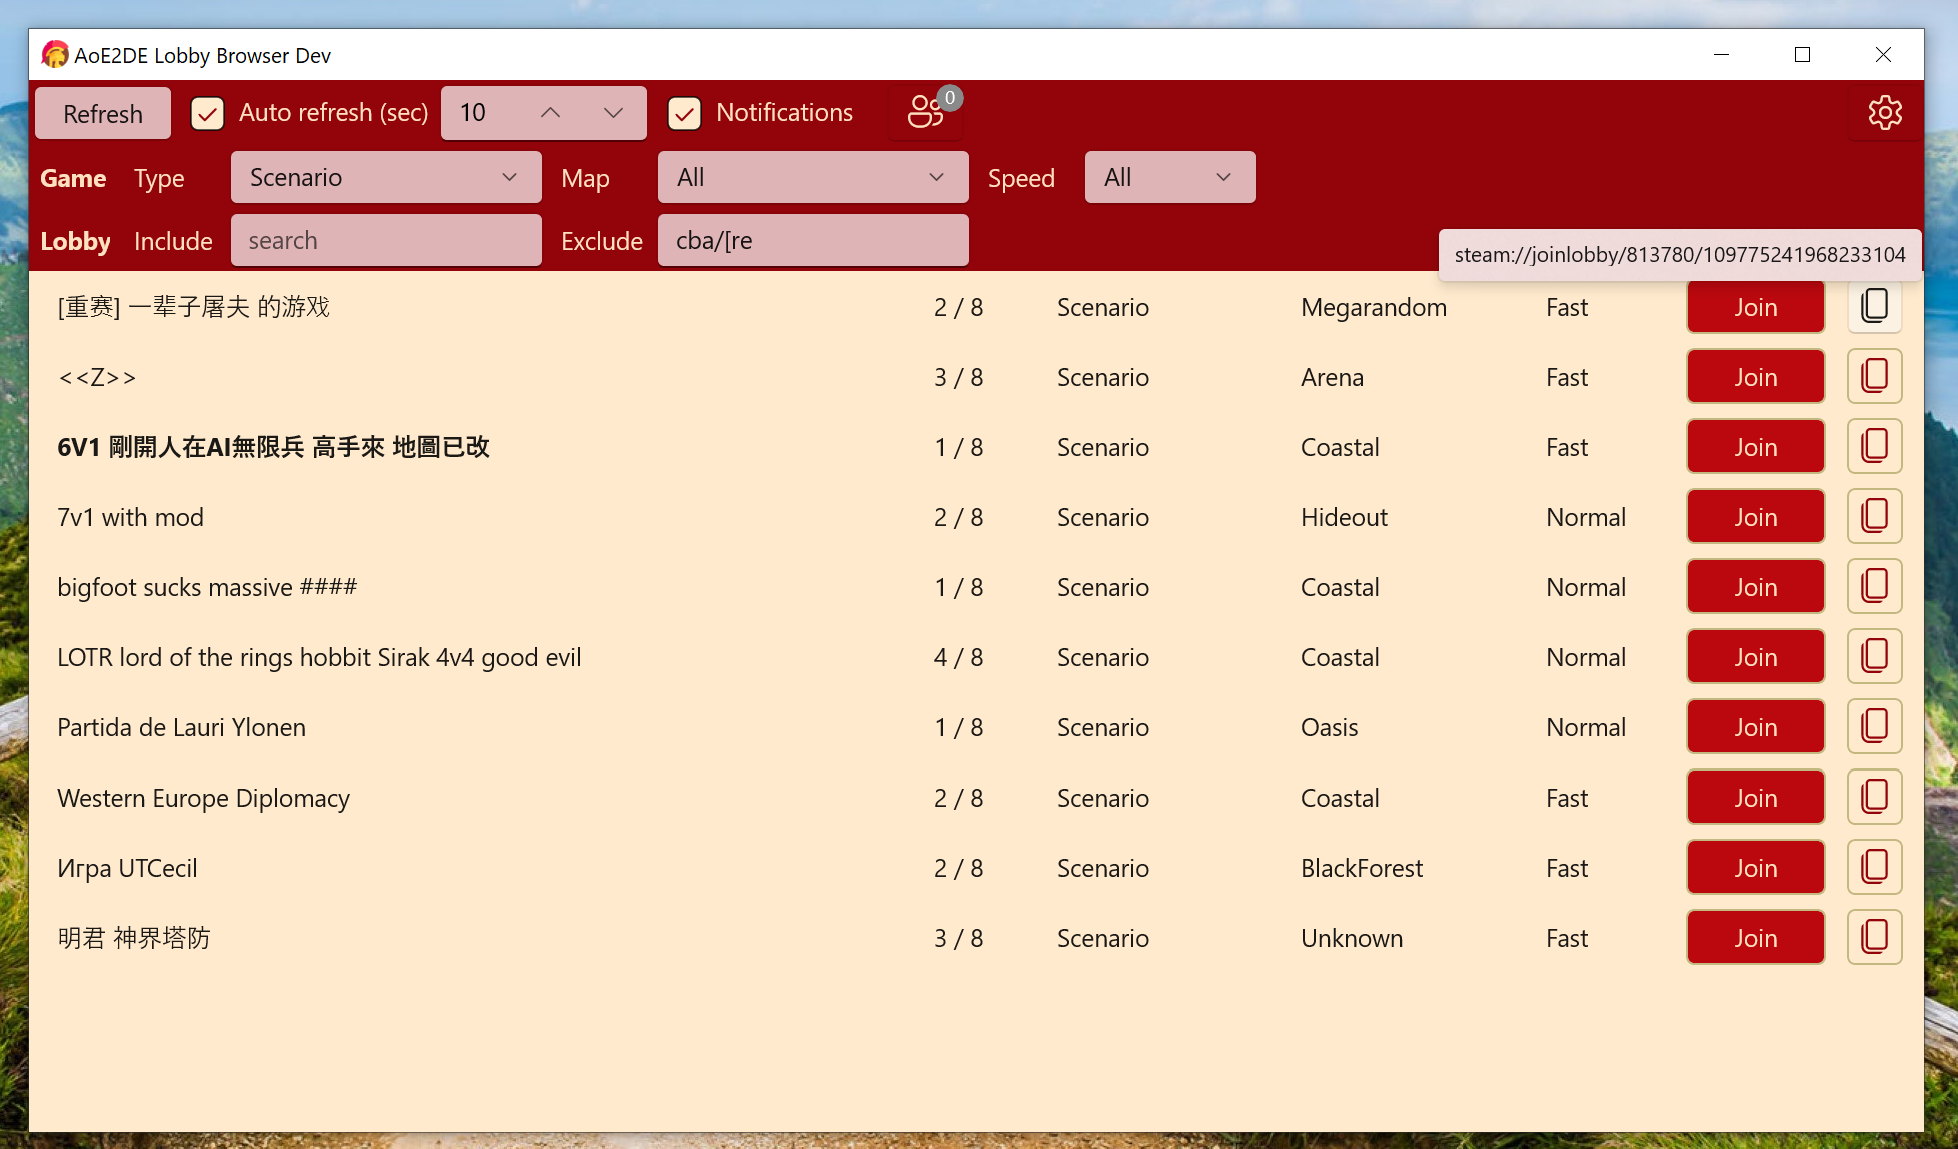 AoE2DE Lobby Browser Dev
Refresh Auto refresh (sec) 10 Notifications 0
Game Type Scenario Map All Speed All
Lobby Include search Exclude cba/[re
steam://joinlobby/813780/109775241968233104
[重赛] 一辈子屠夫 的游戏 2 / 8 Scenario Megarandom Fast Join
<<Z>> 3 / 8 Scenario Arena Fast Join
6V1 剛開人在AI無限兵 高手來 地圖已改 1 / 8 Scenario Coastal Fast Join
7v1 with mod 2 / 8 Scenario Hideout Normal Join
bigfoot sucks massive #### 1 / 8 Scenario Coastal Normal Join
LOTR lord of the rings hobbit Sirak 4v4 good evil 4 / 8 Scenario Coastal Normal Join
Partida de Lauri Ylonen 1 / 8 Scenario Oasis Normal Join
Western Europe Diplomacy 2 / 8 Scenario Coastal Fast Join
Игра UTCecil 2 / 8 Scenario BlackForest Fast Join
明君 神界塔防 3 / 8 Scenario Unknown Fast Join